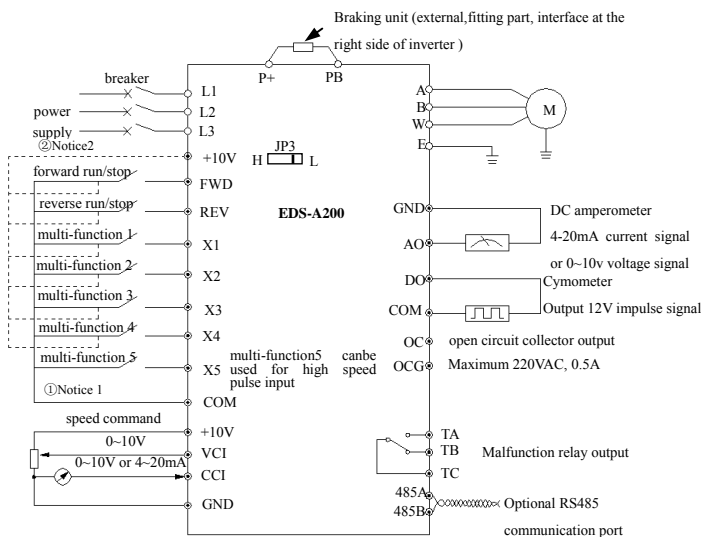 Braking unit (external,fitting part, interface at the
right side of inverter )
P+
PB
breaker
L1
L2
L3
power
supply
②Notice2
+10V
JP3
H
L
forward run/stop
FWD
reverse run/stop
REV
EDS-A200
multi-function 1
X1
multi-function 2
X2
multi-function 3
X3
multi-function 4
X4
multi-function 5
X5
multi-function5 canbe
used for high speed
pulse input
①Notice 1
COM
speed command
+10V
0~10V
VCI
0~10V or 4~20mA
CCI
GND
A
B
W
E
M
GND
DC amperometer
AO
4-20mA current signal
or 0~10v voltage signal
DO
Cymometer
COM
Output 12V impulse signal
OC
open circuit collector output
OCG
Maximum 220VAC, 0.5A
TA
TB
Malfunction relay output
TC
485A
485B
Optional RS485
communication port